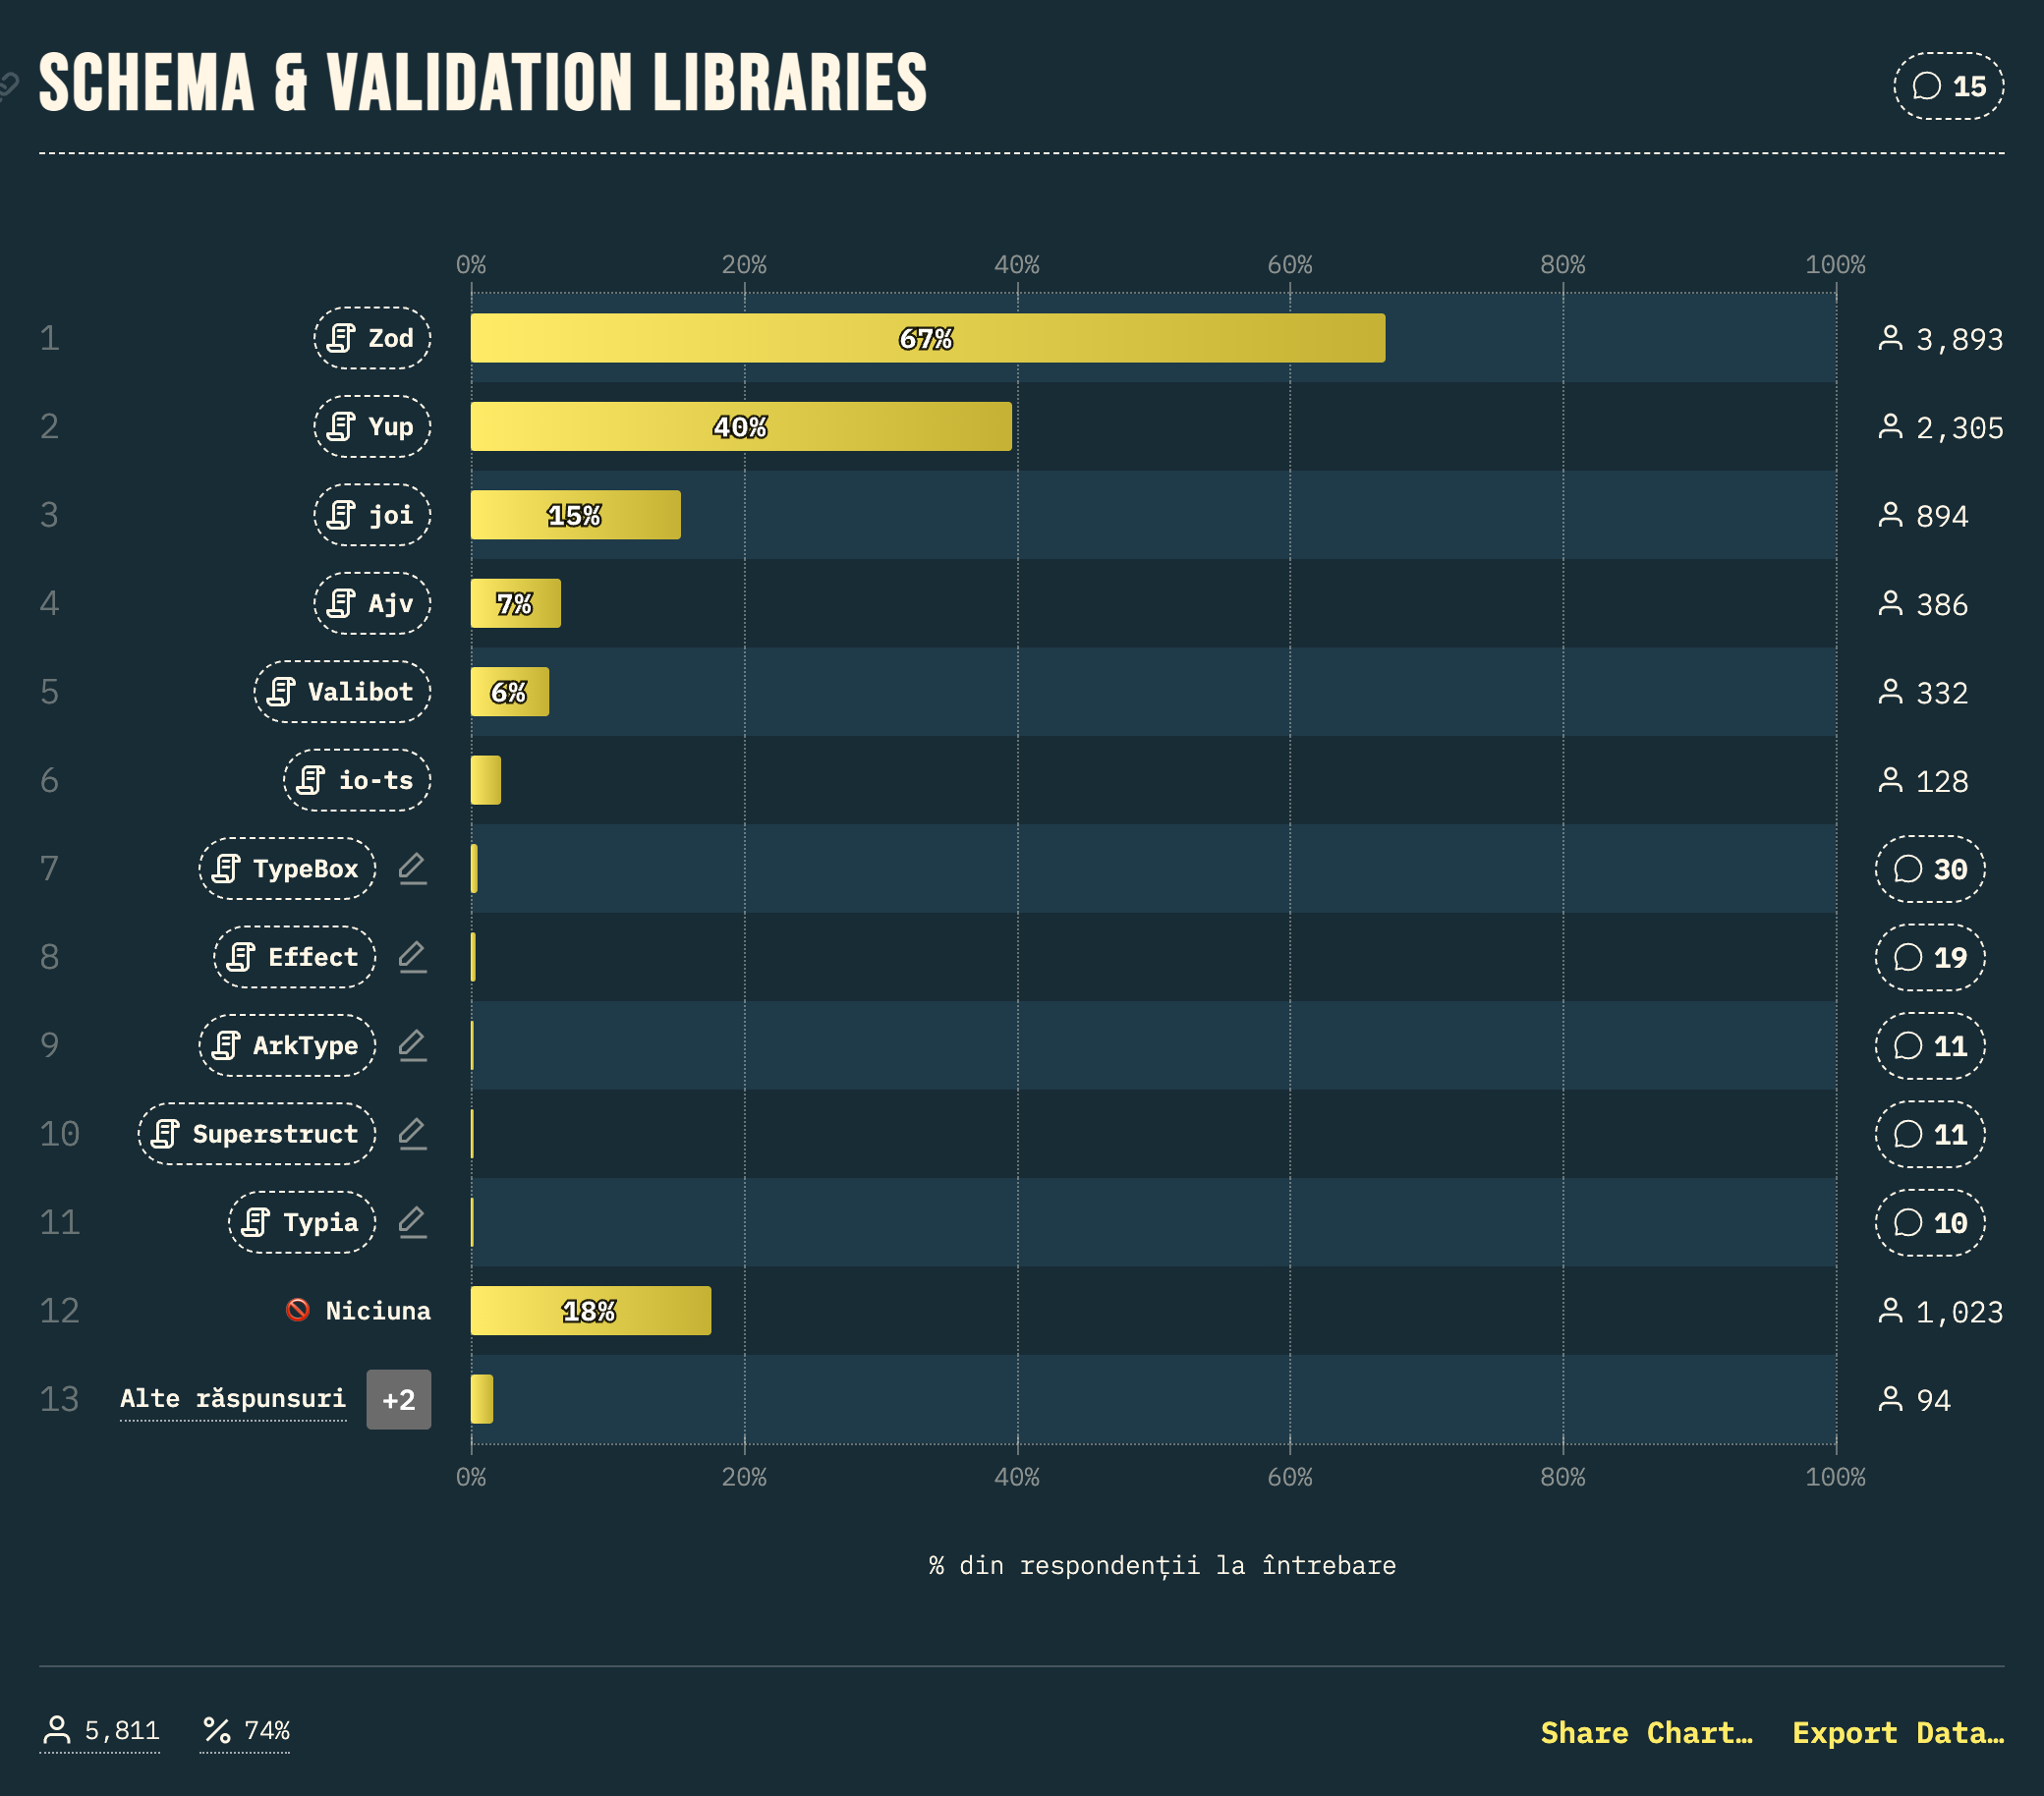 SCHEMA & VALIDATION LIBRARIES
15
0% 20% 40% 60% 80% 100%
1 Zod 67% 3,893
2 Yup 40% 2,305
3 joi 15% 894
4 Ajv 7% 386
5 Valibot 6% 332
6 io-ts 128
7 TypeBox 30
8 Effect 19
9 ArkType 11
10 Superstruct 11
11 Typia 10
12 Niciuna 18% 1,023
13 Alte răspunsuri +2 94
0% 20% 40% 60% 80% 100%
% din respondenții la întrebare
5,811 74% Share Chart… Export Data…